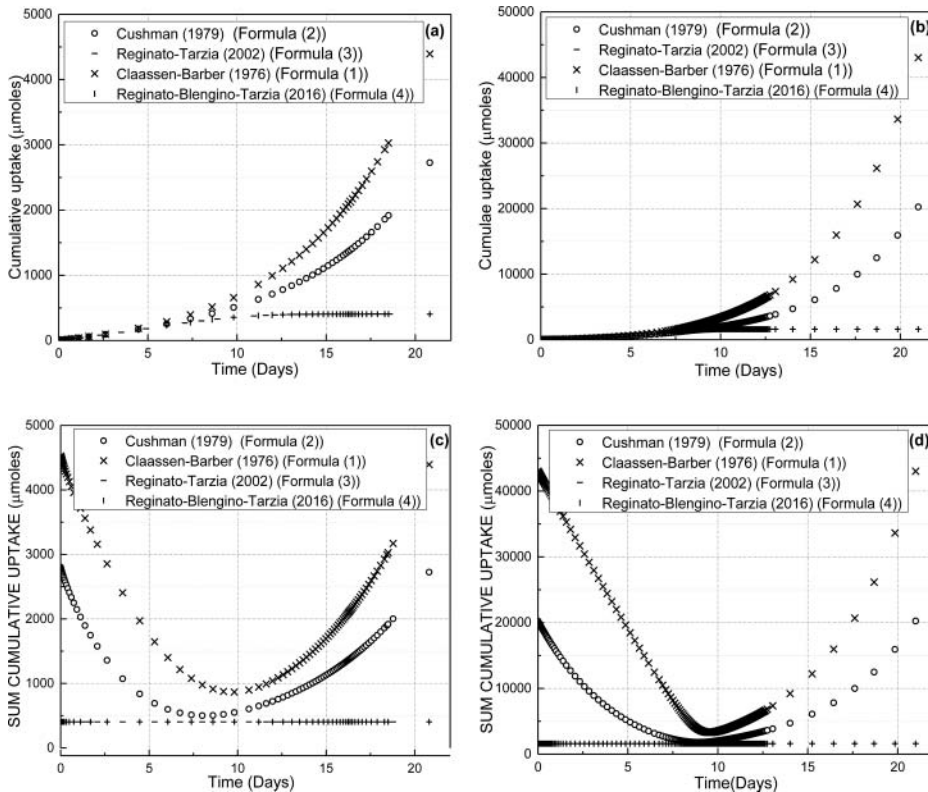 (a)
Cushman (1979) (Formula (2))
Reginato-Tarzia (2002) (Formula (3))
Claassen-Barber (1976) (Formula (1))
Reginato-Blengino-Tarzia (2016) (Formula (4))
Cumulative uptake (μmoles)
5000
4000
3000
2000
1000
0
0 5 10 15 20
Time (Days)
(b)
Cushman (1979) (Formula (2))
Reginato-Tarzia (2002) (Formula (3))
Claassen-Barber (1976) (Formula (1))
Reginato-Blengino-Tarzia (2016) (Formula (4))
Cumulae uptake (μmoles)
50000
40000
30000
20000
10000
0
0 5 10 15 20
Time (Days)
(c)
Cushman (1979) (Formula (2))
Claassen-Barber (1976) (Formula (1))
Reginato-Tarzia (2002) (Formula (3))
Reginato-Blengino-Tarzia (2016) (Formula (4))
SUM CUMULATIVE UPTAKE (μmoles)
5000
4000
3000
2000
1000
0
0 5 10 15 20
Time (Days)
(d)
Cushman (1979) (Formula (2))
Claassen-Barber (1976) (Formula (1))
Reginato-Tarzia (2002) (Formula (3))
Reginato-Blengino-Tarzia (2016) (Formula (4))
SUM CUMULATIVE UPTAKE (μmoles)
50000
40000
30000
20000
10000
0
0 5 10 15 20
Time(Days)